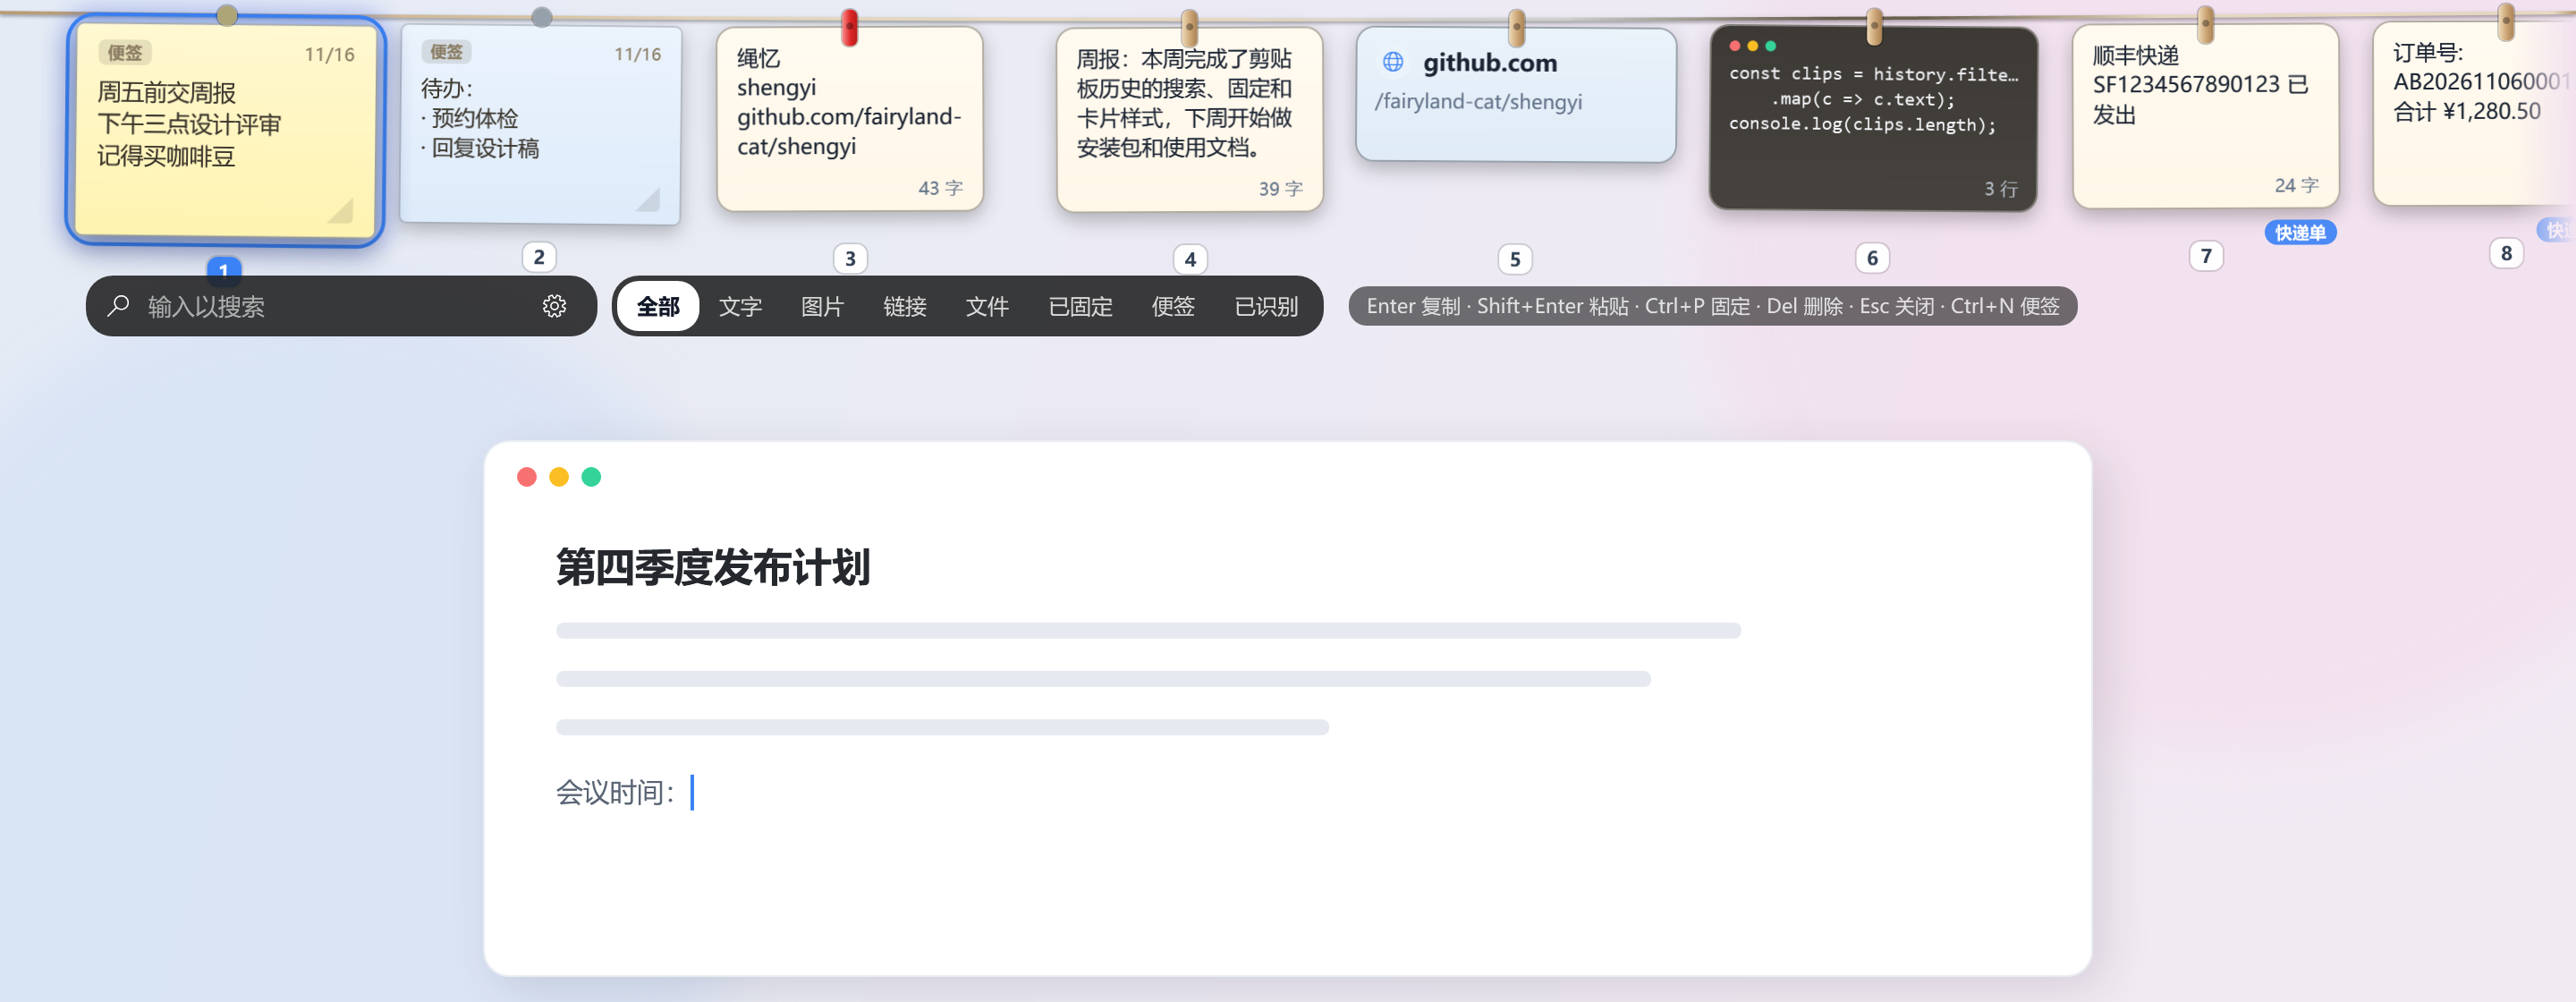 便签 11/16
周五前交周报
下午三点设计评审
记得买咖啡豆
1
便签 11/16
待办：
· 预约体检
· 回复设计稿
2
绳忆
shengyi
github.com/fairyland-
cat/shengyi
43 字
3
周报：本周完成了剪贴
板历史的搜索、固定和
卡片样式，下周开始做
安装包和使用文档。
39 字
4
github.com
/fairyland-cat/shengyi
5
const clips = history.filte…
.map(c => c.text);
console.log(clips.length);
3 行
6
顺丰快递
SF1234567890123 已
发出
24 字
快递单
7
订单号:
AB202611060001
合计 ¥1,280.50
8
输入以搜索
全部 文字 图片 链接 文件 已固定 便签 已识别
Enter 复制 · Shift+Enter 粘贴 · Ctrl+P 固定 · Del 删除 · Esc 关闭 · Ctrl+N 便签
第四季度发布计划
会议时间：